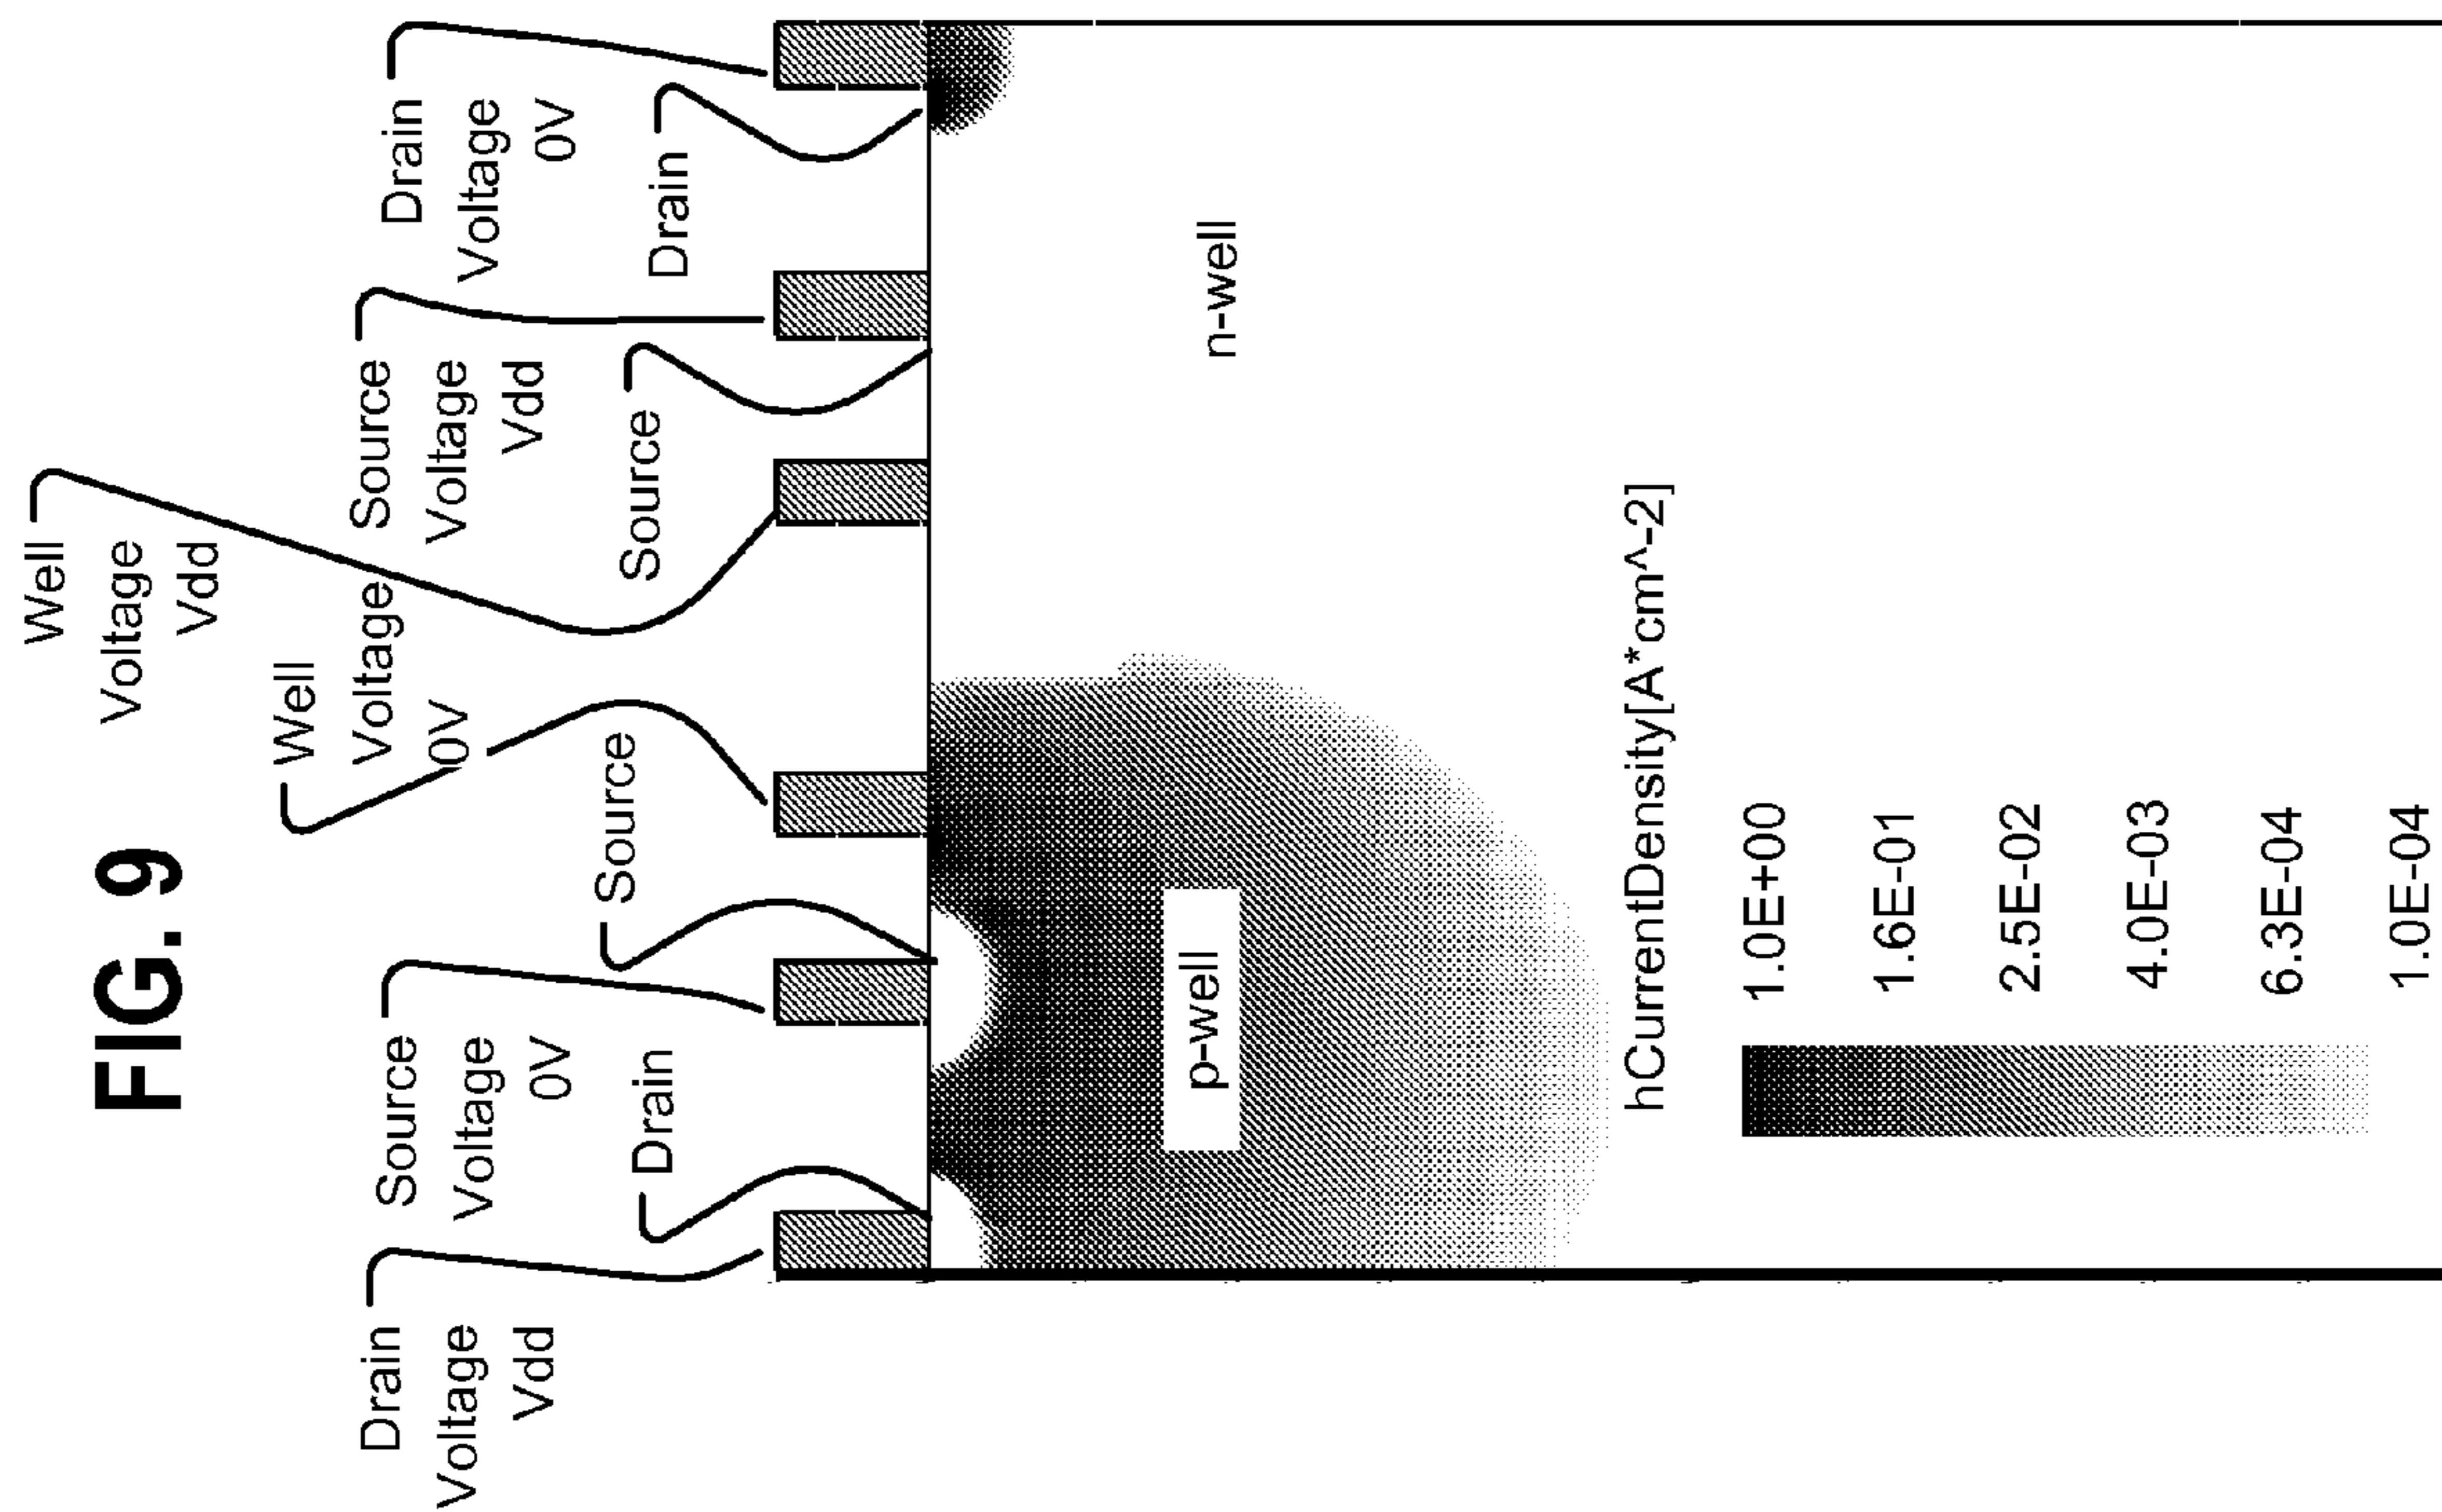 FIG. 9
Well
Voltage
Vdd
Well
Voltage
0V
Drain
Voltage
Vdd
Source
Voltage
0V
Source
Voltage
Vdd
Drain
Voltage
0V
Drain
Source
Source
Drain
p-well
n-well
hCurrentDensity[A*cm^-2]
1.0E+00
1.6E-01
2.5E-02
4.0E-03
6.3E-04
1.0E-04